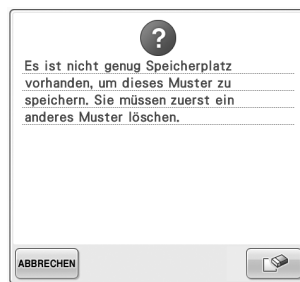 ?
Es ist nicht genug Speicherplatz
vorhanden, um dieses Muster zu
speichern. Sie müssen zuerst ein
anderes Muster löschen.
ABBRECHEN